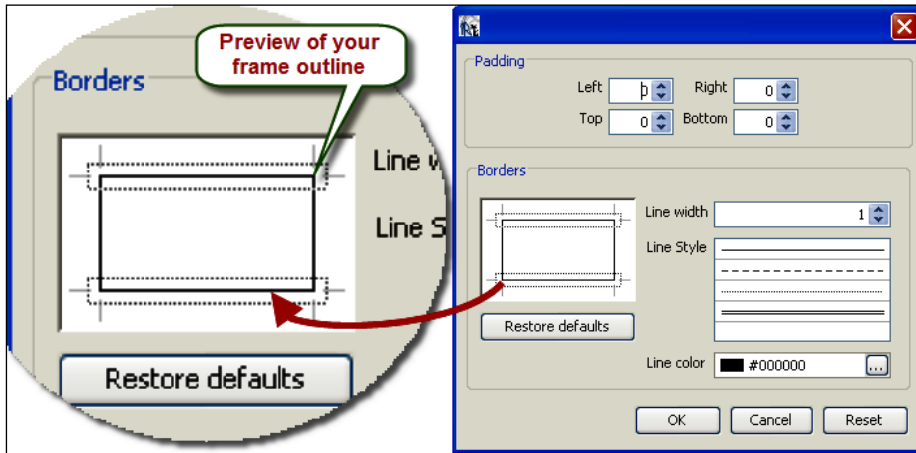 Preview of your
frame outline
Borders
Line w
Line S
Restore defaults
Padding
Left 0 Right 0
Top 0 Bottom 0
Borders
Line width 1
Line Style
Restore defaults
Line color #000000 ...
OK Cancel Reset